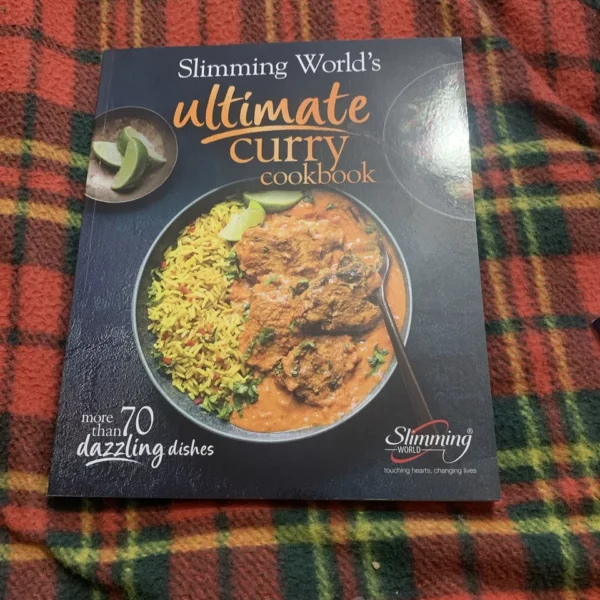 Slimming World's
ultimate
curry
cookbook
more
than 70
dazzling dishes
Slimming®
WORLD
touching hearts, changing lives